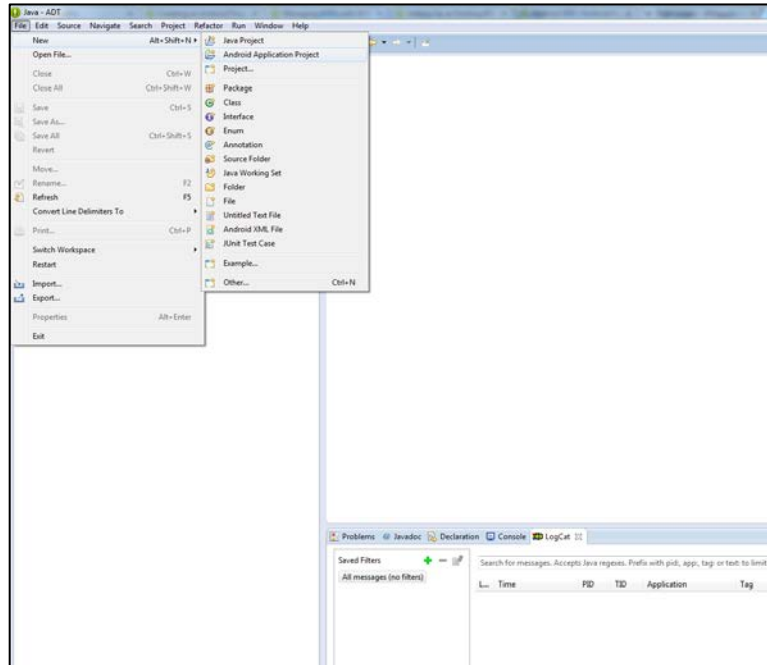 Java - ADT
File Edit Source Navigate Search Project Refactor Run Window Help
New Alt+Shift+N
Open File...
Close Ctrl+W
Close All Ctrl+Shift+W
Save Ctrl+S
Save As...
Save All Ctrl+Shift+S
Revert
Move...
Rename... F2
Refresh F5
Convert Line Delimiters To
Print... Ctrl+P
Switch Workspace
Restart
Import...
Export...
Properties Alt+Enter
Exit
Java Project
Android Application Project
Project...
Package
Class
Interface
Enum
Annotation
Source Folder
Java Working Set
Folder
File
Untitled Text File
Android XML File
JUnit Test Case
Example...
Other... Ctrl+N
Problems Javadoc Declaration Console LogCat
Saved Filters
All messages (no filters)
Search for messages. Accepts Java regexes. Prefix with pid:, app:, tag: or text: to limit
L... Time PID TID Application Tag